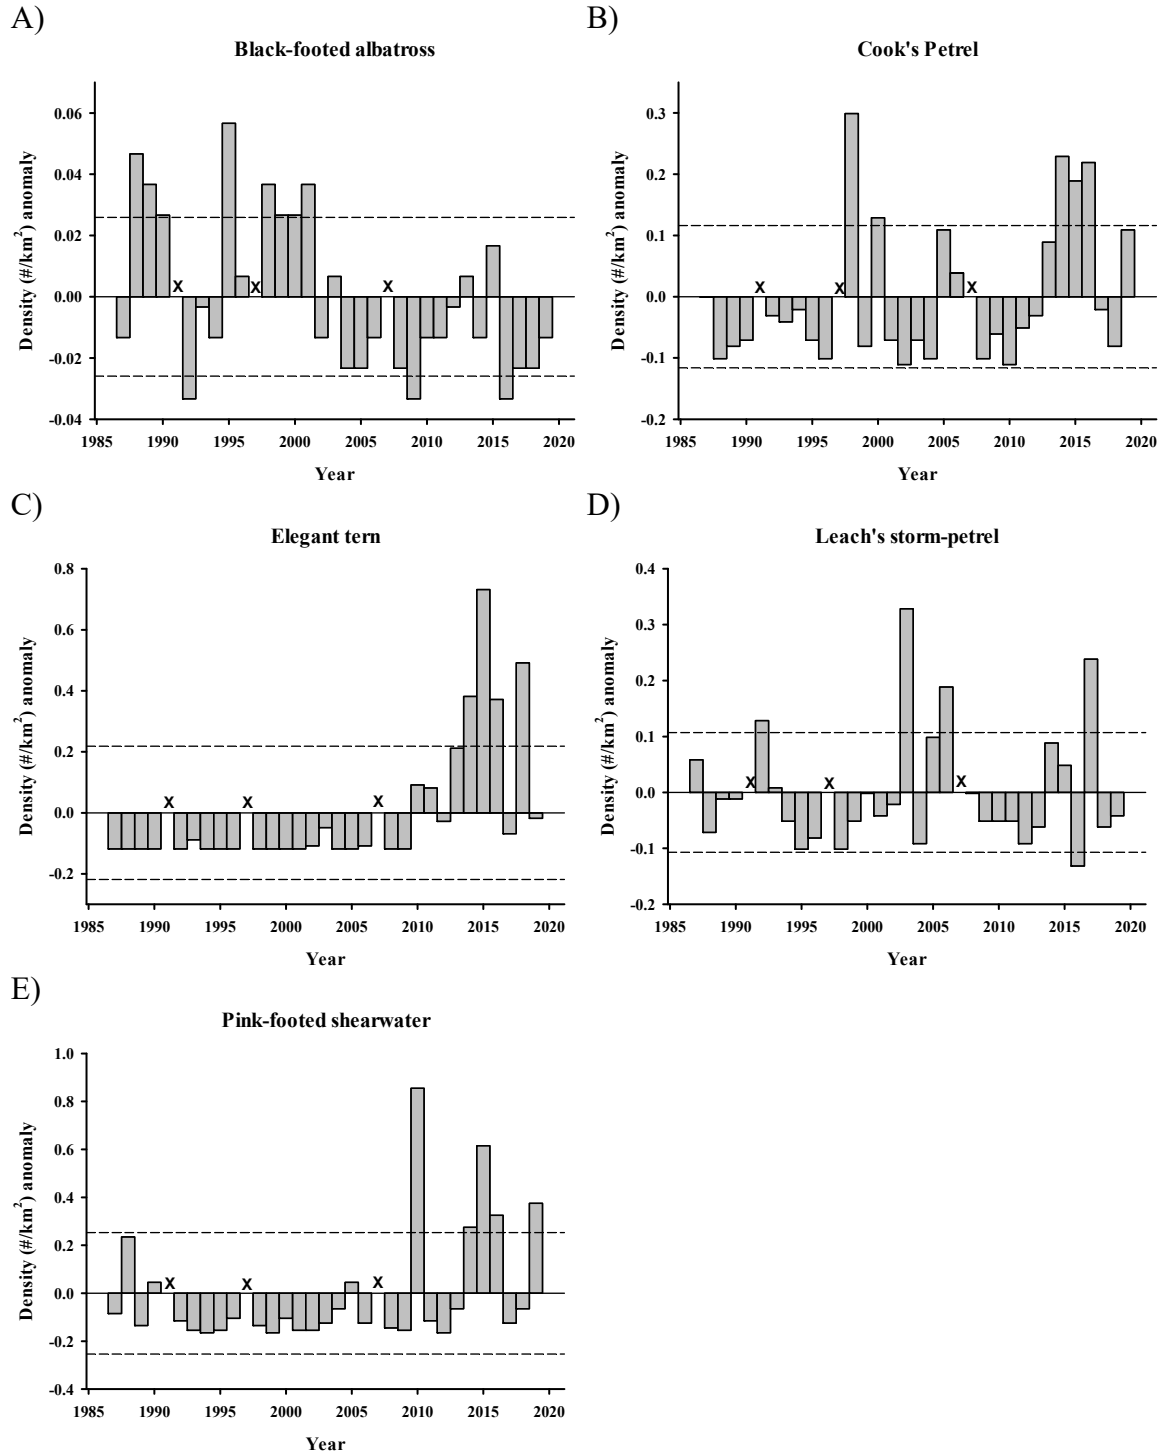 A)
Black-footed albatross
Density (#/km²) anomaly
0.06
0.04
0.02
0.00
-0.02
-0.04
X
X
X
1985 1990 1995 2000 2005 2010 2015 2020
Year
B)
Cook's Petrel
Density (#/km²) anomaly
0.3
0.2
0.1
0.0
-0.1
-0.2
X
X
X
1985 1990 1995 2000 2005 2010 2015 2020
Year
C)
Elegant tern
Density (#/km²) anomaly
0.8
0.6
0.4
0.2
0.0
-0.2
X
X
X
1985 1990 1995 2000 2005 2010 2015 2020
Year
D)
Leach's storm-petrel
Density (#/km²) anomaly
0.4
0.3
0.2
0.1
0.0
-0.1
-0.2
X
X
X
1985 1990 1995 2000 2005 2010 2015 2020
Year
E)
Pink-footed shearwater
Density (#/km²) anomaly
1.0
0.8
0.6
0.4
0.2
0.0
-0.2
-0.4
X
X
X
1985 1990 1995 2000 2005 2010 2015 2020
Year